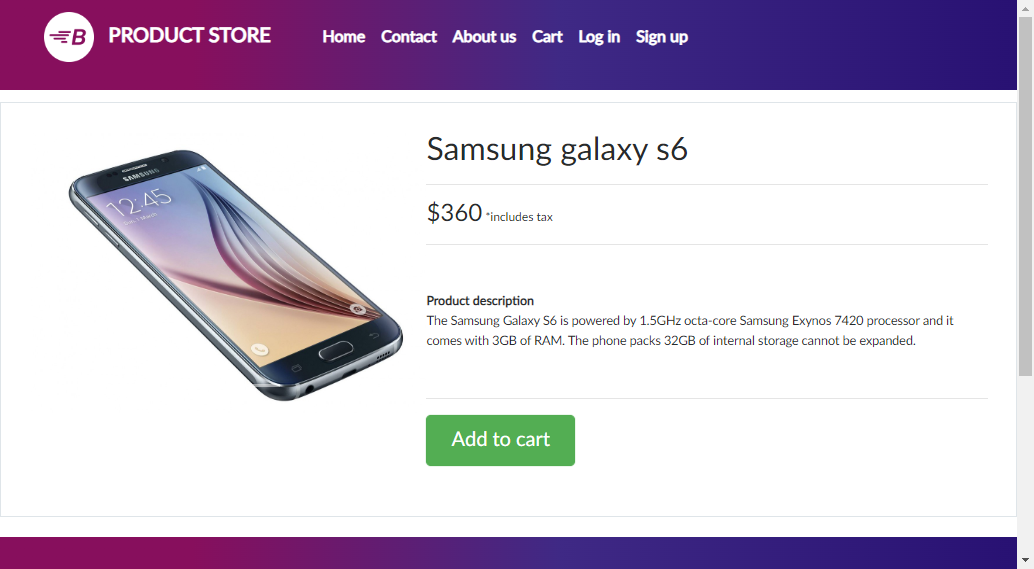 B PRODUCT STORE Home Contact About us Cart Log in Sign up
Samsung galaxy s6
SAMSUNG
12:45
$360 *includes tax
Product description
The Samsung Galaxy S6 is powered by 1.5GHz octa-core Samsung Exynos 7420 processor and it
comes with 3GB of RAM. The phone packs 32GB of internal storage cannot be expanded.
Add to cart